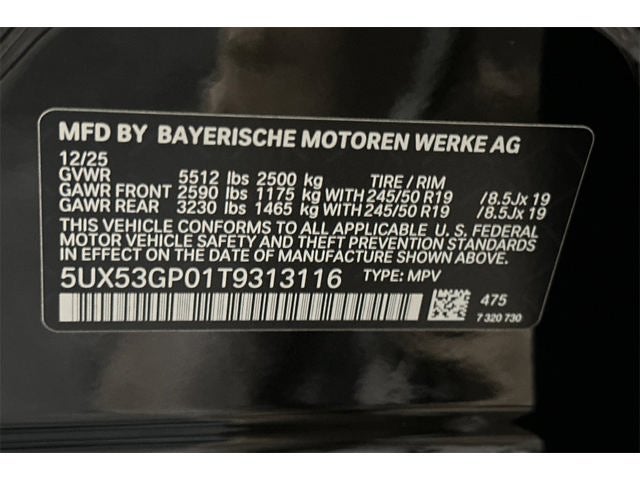 MFD BY BAYERISCHE MOTOREN WERKE AG
12/25
GVWR 5512 lbs 2500 kg TIRE / RIM
GAWR FRONT 2590 lbs 1175 kg WITH 245/50 R19 /8.5Jx 19
GAWR REAR 3230 lbs 1465 kg WITH 245/50 R19 /8.5Jx 19
THIS VEHICLE CONFORMS TO ALL APPLICABLE U. S. FEDERAL
MOTOR VEHICLE SAFETY AND THEFT PREVENTION STANDARDS
IN EFFECT ON THE DATE OF MANUFACTURE SHOWN ABOVE.
5UX53GP01T9313116 TYPE: MPV
475
7 320 730